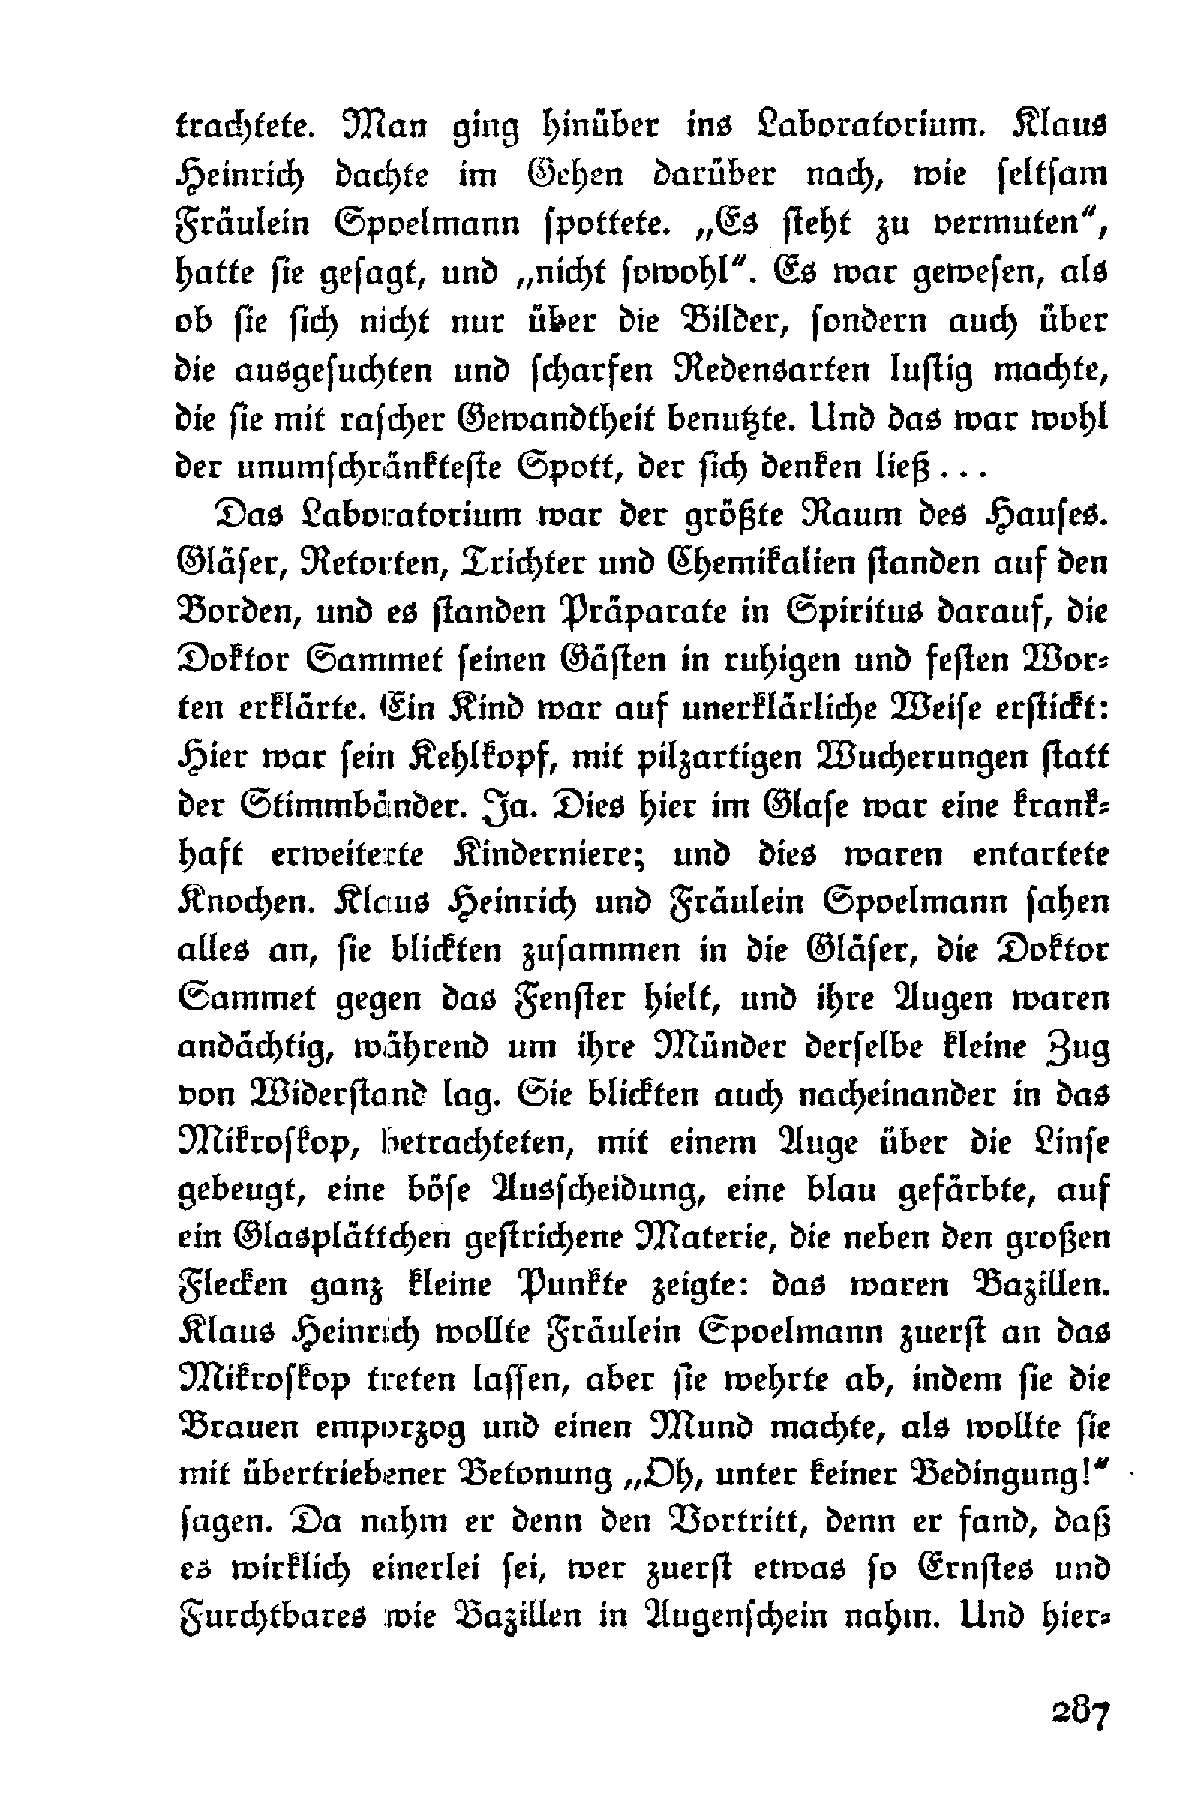 trachtete. Man ging hinüber ins Laboratorium. Klaus
Heinrich dachte im Gehen darüber nach, wie ſeltſam
Fräulein Spoelmann ſpottete. „Es ſteht zu vermuten“,
hatte ſie geſagt, und „nicht ſowohl“. Es war geweſen, als
ob ſie ſich nicht nur über die Bilder, ſondern auch über
die ausgeſuchten und ſcharfen Redensarten luſtig machte,
die ſie mit raſcher Gewandtheit benutzte. Und das war wohl
der unumſchränkteſte Spott, der ſich denken ließ...
Das Laboratorium war der größte Raum des Hauſes.
Gläſer, Retorten, Trichter und Chemikalien ſtanden auf den
Borden, und es ſtanden Präparate in Spiritus darauf, die
Doktor Sammet ſeinen Gäſten in ruhigen und feſten Wor⸗
ten erklärte. Ein Kind war auf unerklärliche Weiſe erſtickt:
Hier war ſein Kehlkopf, mit pilzartigen Wucherungen ſtatt
der Stimmbänder. Ja. Dies hier im Glaſe war eine krank⸗
haft erweiterte Kinderniere; und dies waren entartete
Knochen. Klaus Heinrich und Fräulein Spoelmann ſahen
alles an, ſie blickten zuſammen in die Gläſer, die Doktor
Sammet gegen das Fenſter hielt, und ihre Augen waren
andächtig, während um ihre Münder derſelbe kleine Zug
von Widerſtand lag. Sie blickten auch nacheinander in das
Mikroſkop, betrachteten, mit einem Auge über die Linſe
gebeugt, eine böſe Ausſcheidung, eine blau gefärbte, auf
ein Glasplättchen geſtrichene Materie, die neben den großen
Flecken ganz kleine Punkte zeigte: das waren Bazillen.
Klaus Heinrich wollte Fräulein Spoelmann zuerſt an das
Mikroſkop treten laſſen, aber ſie wehrte ab, indem ſie die
Brauen emporzog und einen Mund machte, als wollte ſie
mit übertriebener Betonung „Oh, unter keiner Bedingung!“
ſagen. Da nahm er denn den Vortritt, denn er fand, daß
es wirklich einerlei ſei, wer zuerſt etwas ſo Ernſtes und
Furchtbares wie Bazillen in Augenſchein nahm. Und hier⸗
287